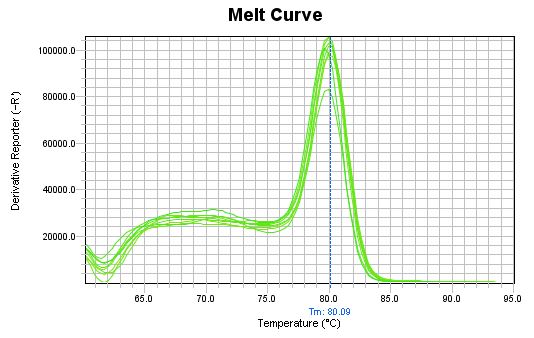 Melt Curve
100000.0
80000.0
60000.0
40000.0
20000.0
Derivative Reporter (-R')
65.0 70.0 75.0 80.0 85.0 90.0 95.0
Tm: 80.09
Temperature (°C)